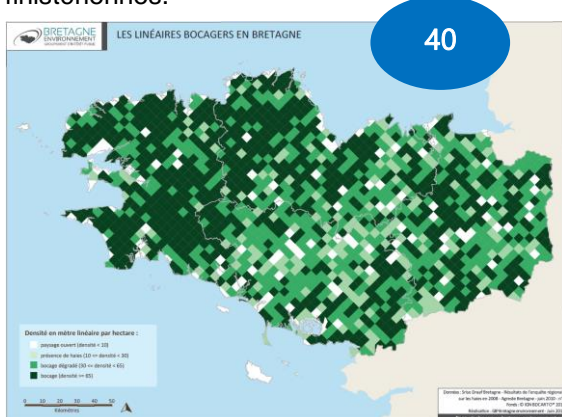 finistériennes.
BRETAGNE
ENVIRONNEMENT
LES LINÉAIRES BOCAGERS EN BRETAGNE
40
Densité en mètre linéaire par hectare :
paysage ouvert (densité < 10)
présence de haies (10 <= densité < 30)
bocage dégradé (30 <= densité < 65)
bocage (densité >= 65)
0 10 20 30 40 50
Kilomètres